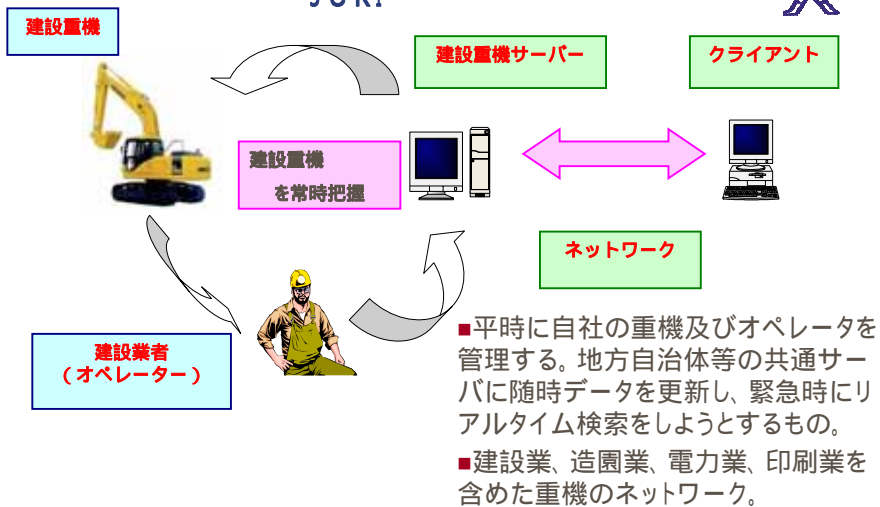 建設重機
建設重機サーバー
クライアント
建設重機
を常時把握
ネットワーク
建設業者
(オペレーター)
■平時に自社の重機及びオペレータを
管理する。地方自治体等の共通サー
バに随時データを更新し、緊急時にリ
アルタイム検索をしようとするもの。
■建設業、造園業、電力業、印刷業を
含めた重機のネットワーク。